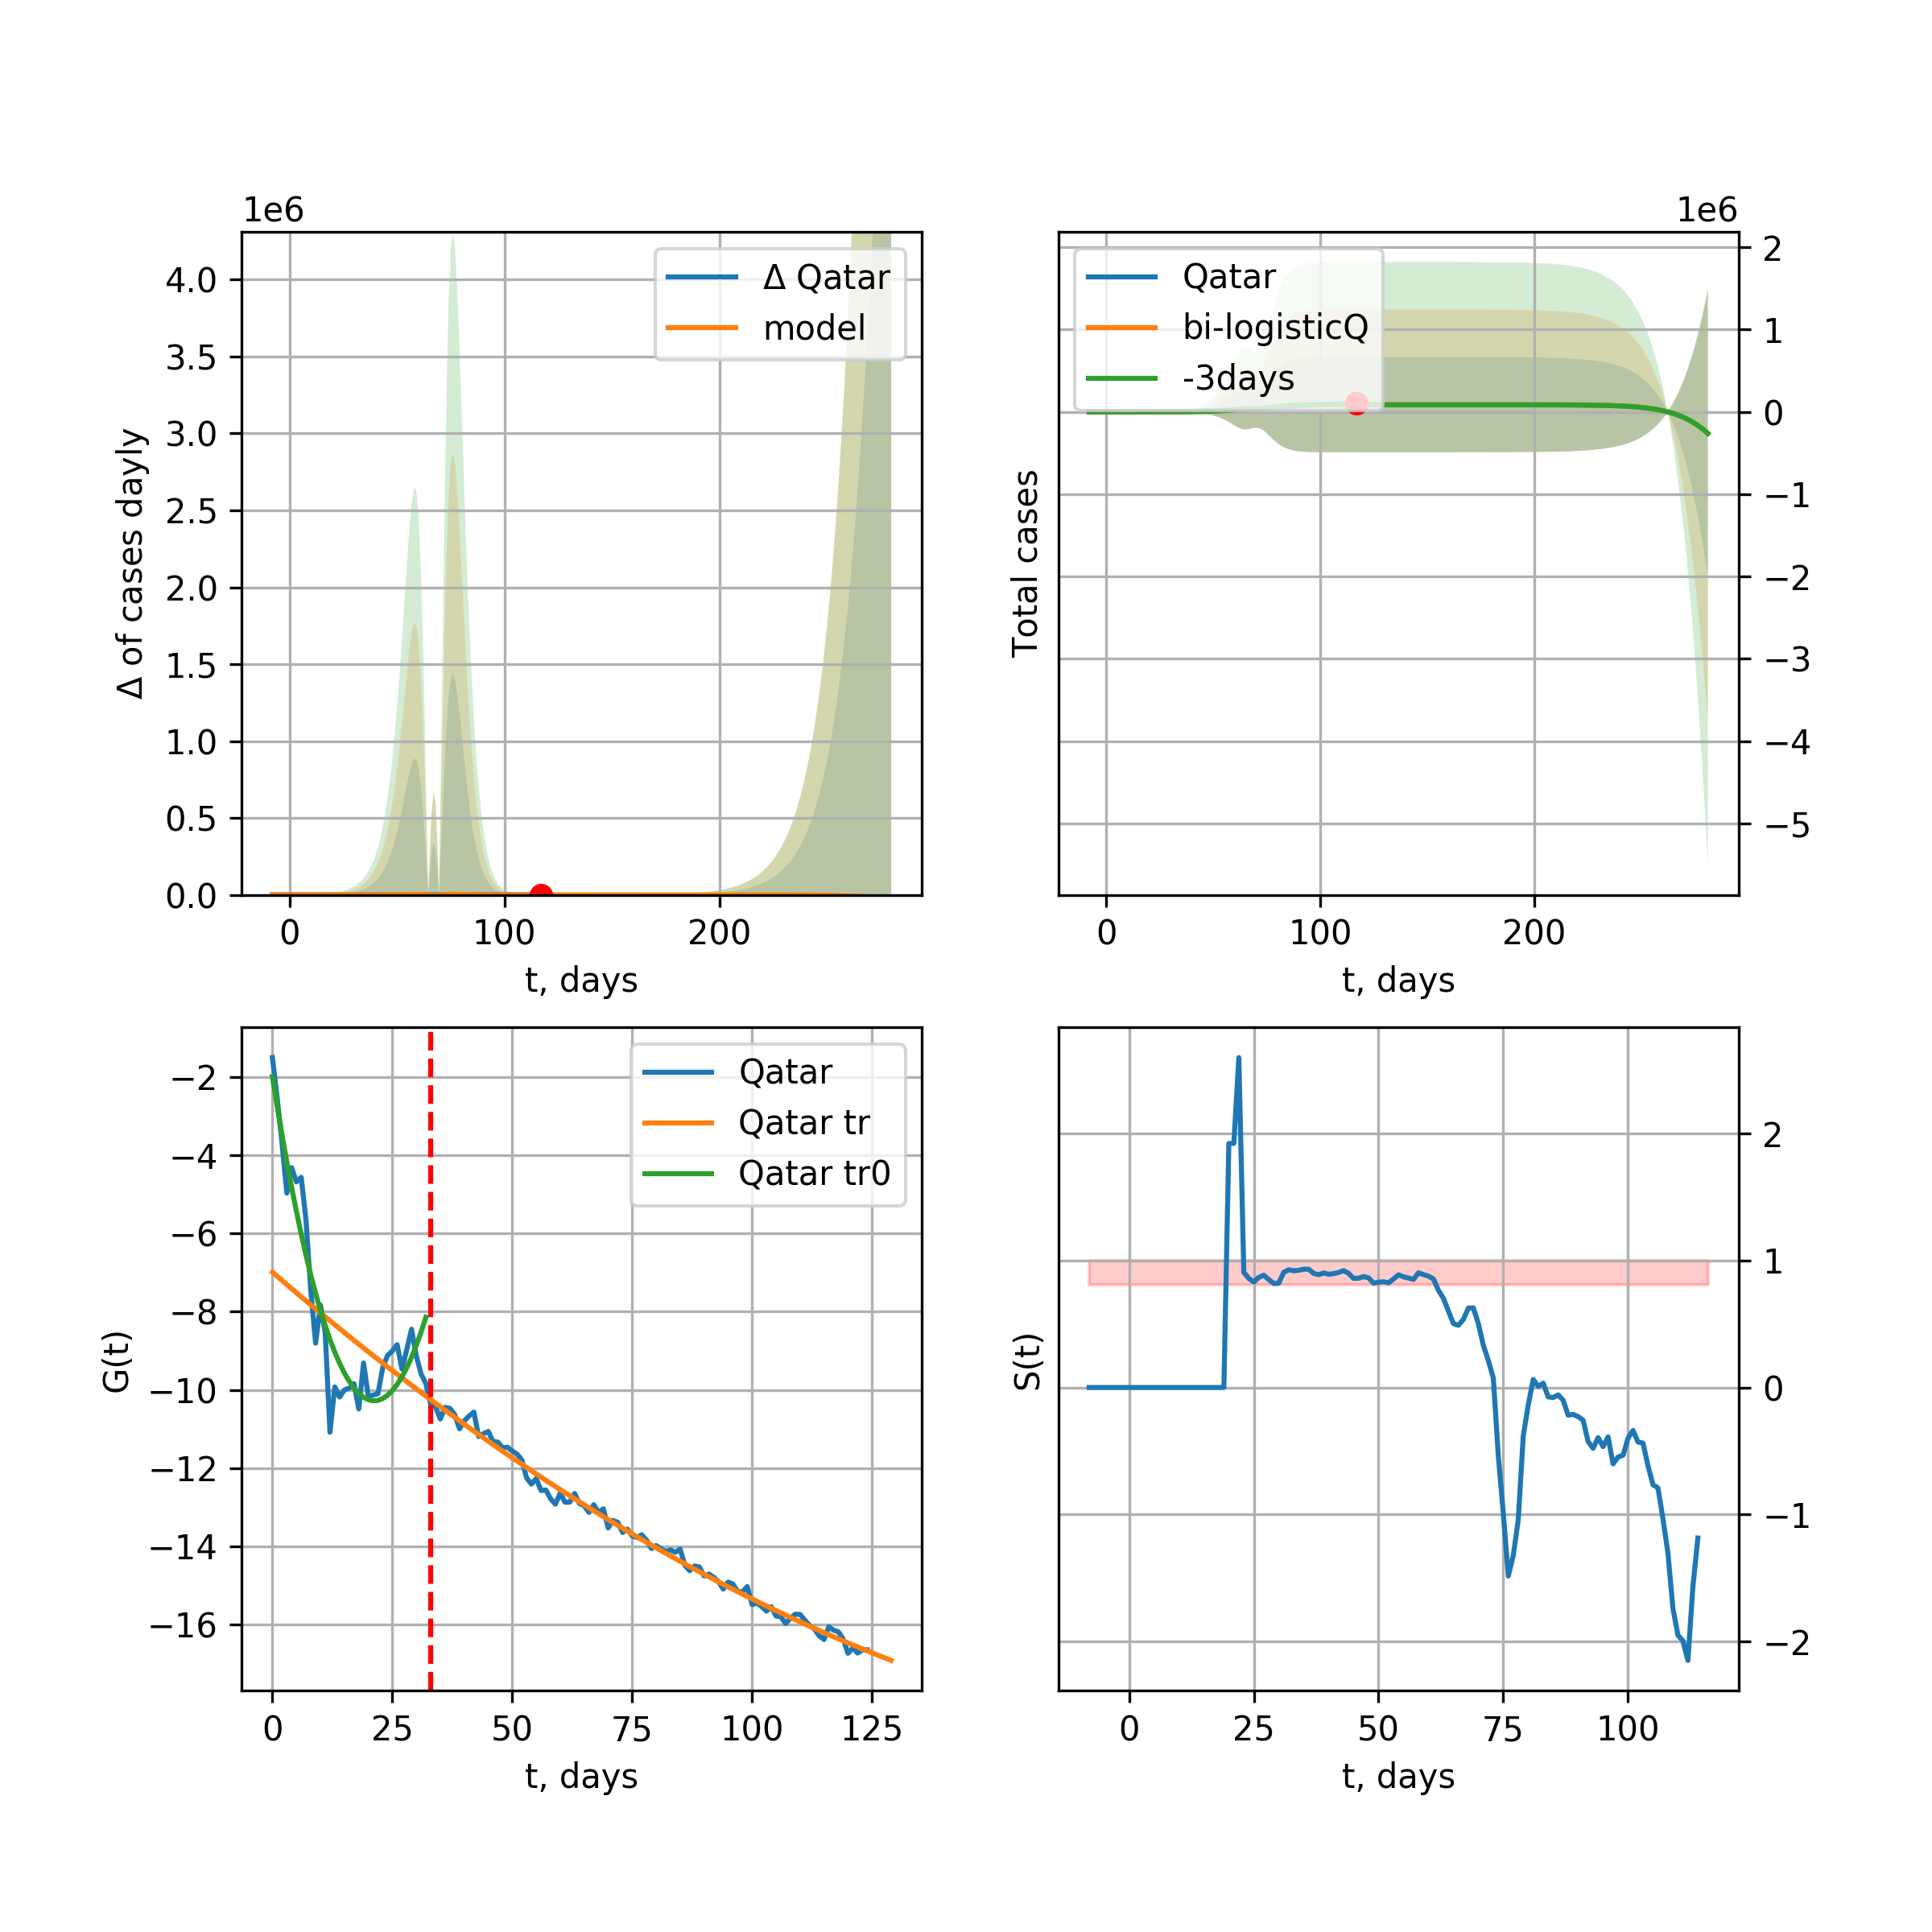 1e6
4.0
3.5
3.0
2.5
2.0
1.5
1.0
0.5
0.0
Δ of cases dayly
0 100 200
t, days
Δ Qatar
model
1e6
2
1
0
−1
−2
−3
−4
−5
Total cases
0 100 200
t, days
Qatar
bi-logisticQ
-3days
−2
−4
−6
−8
−10
−12
−14
−16
G(t)
0 25 50 75 100 125
t, days
Qatar
Qatar tr
Qatar tr0
2
1
0
−1
−2
S(t)
0 25 50 75 100
t, days